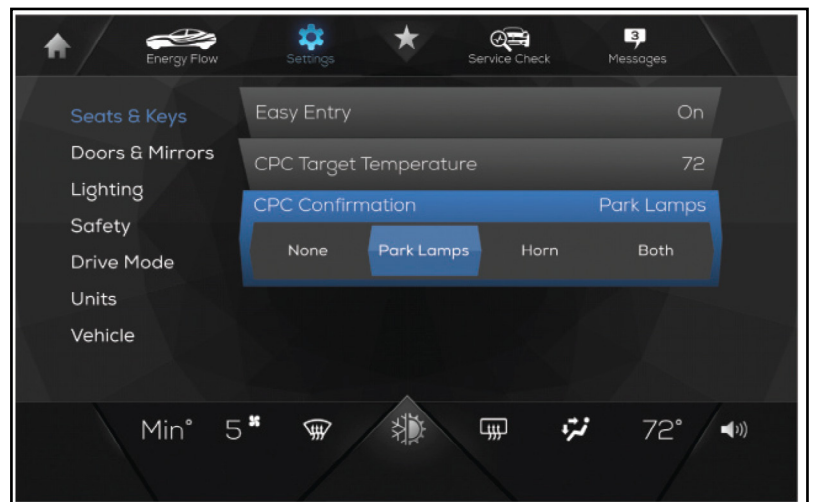 Energy Flow
Settings
Service Check
3
Messages
Seats & Keys
Doors & Mirrors
Lighting
Safety
Drive Mode
Units
Vehicle
Easy Entry On
CPC Target Temperature 72
CPC Confirmation Park Lamps
None Park Lamps Horn Both
Min° 5 72°